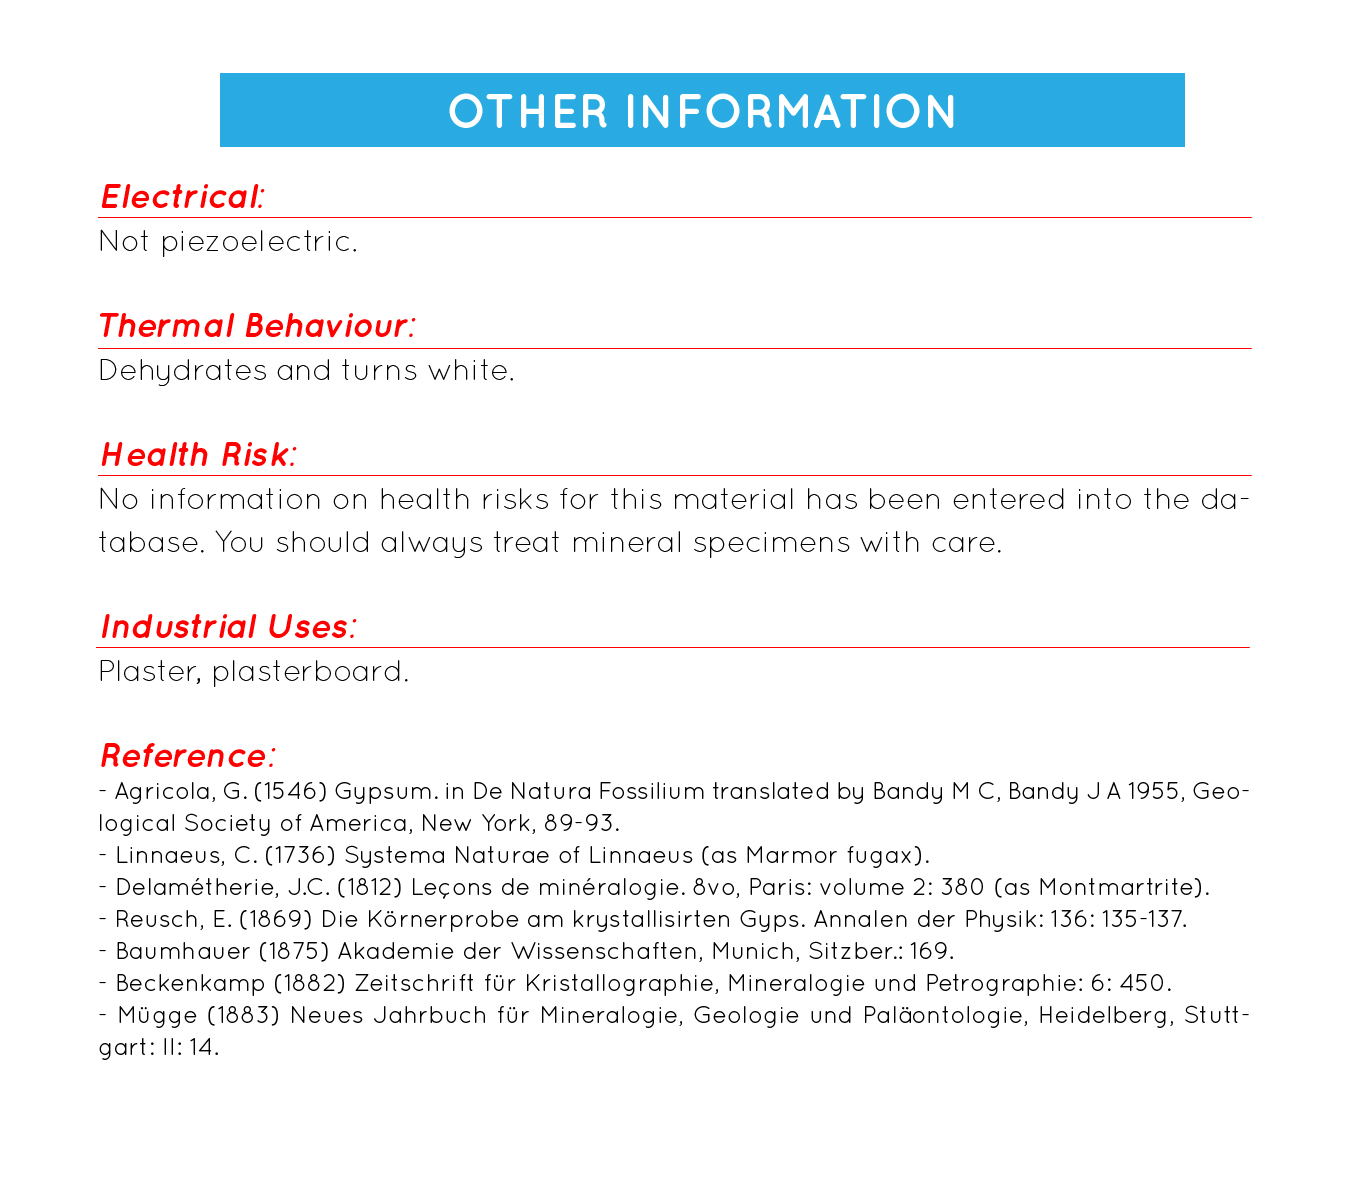 OTHER INFORMATION
Electrical:
Not piezoelectric.
Thermal Behaviour:
Dehydrates and turns white.
Health Risk:
No information on health risks for this material has been entered into the da-
tabase. You should always treat mineral specimens with care.
Industrial Uses:
Plaster, plasterboard.
Reference:
- Agricola, G. (1546) Gypsum. in De Natura Fossilium translated by Bandy M C, Bandy J A 1955, Geo-
logical Society of America, New York, 89-93.
- Linnaeus, C. (1736) Systema Naturae of Linnaeus (as Marmor fugax).
- Delamétherie, J.C. (1812) Leçons de minéralogie. 8vo, Paris: volume 2: 380 (as Montmartrite).
- Reusch, E. (1869) Die Körnerprobe am krystallisirten Gyps. Annalen der Physik: 136: 135-137.
- Baumhauer (1875) Akademie der Wissenschaften, Munich, Sitzber.: 169.
- Beckenkamp (1882) Zeitschrift für Kristallographie, Mineralogie und Petrographie: 6: 450.
- Mügge (1883) Neues Jahrbuch für Mineralogie, Geologie und Paläontologie, Heidelberg, Stutt-
gart: II: 14.